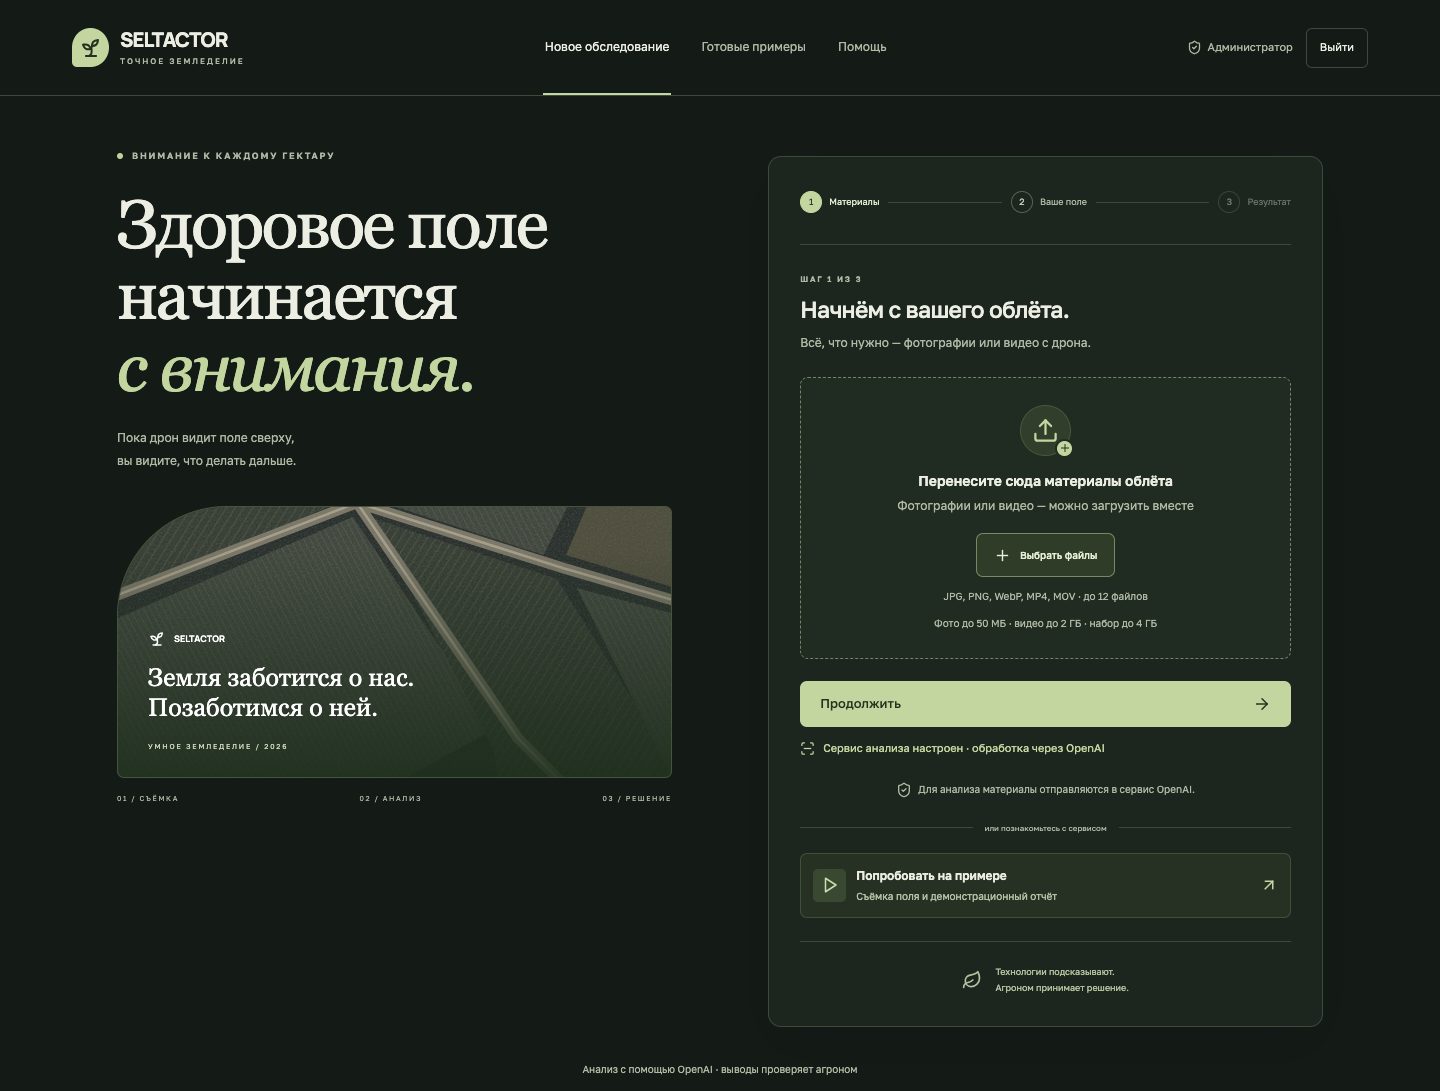 SELTACTOR
ТОЧНОЕ ЗЕМЛЕДЕЛИЕ
Новое обследование
Готовые примеры
Помощь
Администратор
Выйти
ВНИМАНИЕ К КАЖДОМУ ГЕКТАРУ
Здоровое поле
начинается
с внимания.
Пока дрон видит поле сверху,
вы видите, что делать дальше.
SELTACTOR
Земля заботится о нас.
Позаботимся о ней.
УМНОЕ ЗЕМЛЕДЕЛИЕ / 2026
01 / СЪЁМКА
02 / АНАЛИЗ
03 / РЕШЕНИЕ
1 Материалы
2 Ваше поле
3 Результат
ШАГ 1 ИЗ 3
Начнём с вашего облёта.
Всё, что нужно — фотографии или видео с дрона.
Перенесите сюда материалы облёта
Фотографии или видео — можно загрузить вместе
Выбрать файлы
JPG, PNG, WebP, MP4, MOV · до 12 файлов
Фото до 50 МБ · видео до 2 ГБ · набор до 4 ГБ
Продолжить
Сервис анализа настроен · обработка через OpenAI
Для анализа материалы отправляются в сервис OpenAI.
или познакомьтесь с сервисом
Попробовать на примере
Съёмка поля и демонстрационный отчёт
Технологии подсказывают.
Агроном принимает решение.
Анализ с помощью OpenAI · выводы проверяет агроном